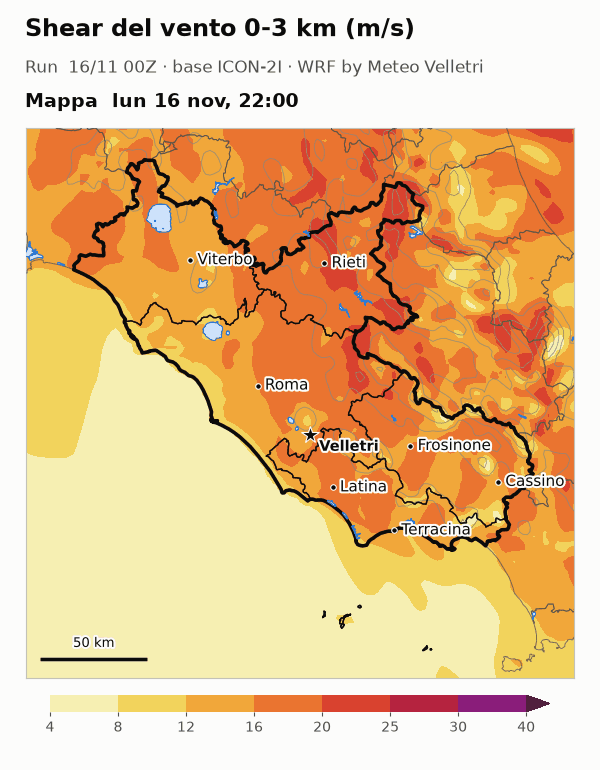 Shear del vento 0-3 km (m/s)
Run 16/11 00Z · base ICON-2I · WRF by Meteo Velletri
Mappa lun 16 nov, 22:00
Viterbo
Rieti
Roma
Velletri
Frosinone
Cassino
Latina
Terracina
50 km
4 8 12 16 20 25 30 40